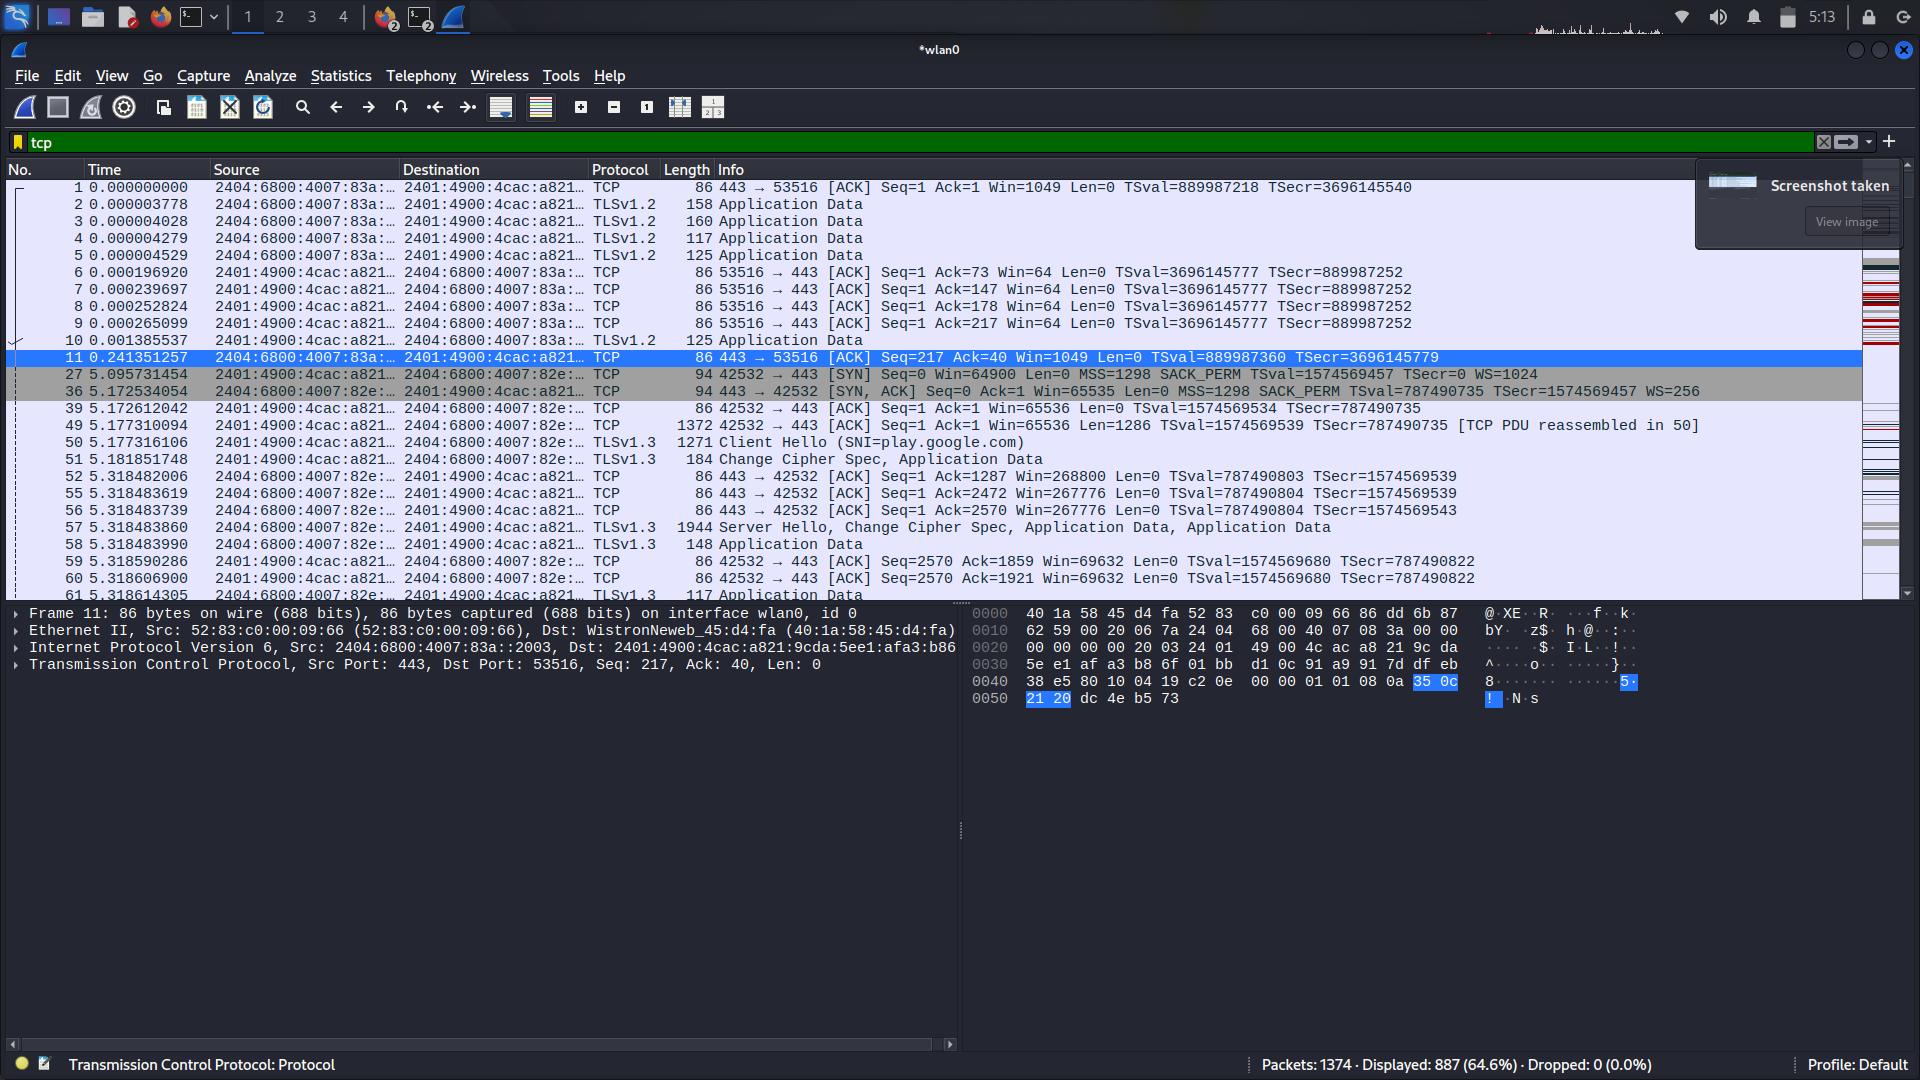 1 2 3 4 2 2 5:13
*wlan0
File Edit View Go Capture Analyze Statistics Telephony Wireless Tools Help
tcp
No. Time Source Destination Protocol Length Info
1 0.000000000 2404:6800:4007:83a:… 2401:4900:4cac:a821… TCP 86 443 → 53516 [ACK] Seq=1 Ack=1 Win=1049 Len=0 TSval=889987218 TSecr=3696145540
2 0.000003778 2404:6800:4007:83a:… 2401:4900:4cac:a821… TLSv1.2 158 Application Data
3 0.000004028 2404:6800:4007:83a:… 2401:4900:4cac:a821… TLSv1.2 160 Application Data
4 0.000004279 2404:6800:4007:83a:… 2401:4900:4cac:a821… TLSv1.2 117 Application Data
5 0.000004529 2404:6800:4007:83a:… 2401:4900:4cac:a821… TLSv1.2 125 Application Data
6 0.000196920 2401:4900:4cac:a821… 2404:6800:4007:83a:… TCP 86 53516 → 443 [ACK] Seq=1 Ack=73 Win=64 Len=0 TSval=3696145777 TSecr=889987252
7 0.000239697 2401:4900:4cac:a821… 2404:6800:4007:83a:… TCP 86 53516 → 443 [ACK] Seq=1 Ack=147 Win=64 Len=0 TSval=3696145777 TSecr=889987252
8 0.000252824 2401:4900:4cac:a821… 2404:6800:4007:83a:… TCP 86 53516 → 443 [ACK] Seq=1 Ack=178 Win=64 Len=0 TSval=3696145777 TSecr=889987252
9 0.000265099 2401:4900:4cac:a821… 2404:6800:4007:83a:… TCP 86 53516 → 443 [ACK] Seq=1 Ack=217 Win=64 Len=0 TSval=3696145777 TSecr=889987252
10 0.001385537 2401:4900:4cac:a821… 2404:6800:4007:83a:… TLSv1.2 125 Application Data
11 0.241351257 2404:6800:4007:83a:… 2401:4900:4cac:a821… TCP 86 443 → 53516 [ACK] Seq=217 Ack=40 Win=1049 Len=0 TSval=889987360 TSecr=3696145779
27 5.095731454 2401:4900:4cac:a821… 2404:6800:4007:82e:… TCP 94 42532 → 443 [SYN] Seq=0 Win=64900 Len=0 MSS=1298 SACK_PERM TSval=1574569457 TSecr=0 WS=1024
36 5.172534054 2404:6800:4007:82e:… 2401:4900:4cac:a821… TCP 94 443 → 42532 [SYN, ACK] Seq=0 Ack=1 Win=65535 Len=0 MSS=1298 SACK_PERM TSval=787490735 TSecr=1574569457 WS=256
39 5.172612042 2401:4900:4cac:a821… 2404:6800:4007:82e:… TCP 86 42532 → 443 [ACK] Seq=1 Ack=1 Win=65536 Len=0 TSval=1574569534 TSecr=787490735
49 5.177310094 2401:4900:4cac:a821… 2404:6800:4007:82e:… TCP 1372 42532 → 443 [ACK] Seq=1 Ack=1 Win=65536 Len=1286 TSval=1574569539 TSecr=787490735 [TCP PDU reassembled in 50]
50 5.177316106 2401:4900:4cac:a821… 2404:6800:4007:82e:… TLSv1.3 1271 Client Hello (SNI=play.google.com)
51 5.181851748 2401:4900:4cac:a821… 2404:6800:4007:82e:… TLSv1.3 184 Change Cipher Spec, Application Data
52 5.318482006 2404:6800:4007:82e:… 2401:4900:4cac:a821… TCP 86 443 → 42532 [ACK] Seq=1 Ack=1287 Win=268800 Len=0 TSval=787490803 TSecr=1574569539
55 5.318483619 2404:6800:4007:82e:… 2401:4900:4cac:a821… TCP 86 443 → 42532 [ACK] Seq=1 Ack=2472 Win=267776 Len=0 TSval=787490804 TSecr=1574569539
56 5.318483739 2404:6800:4007:82e:… 2401:4900:4cac:a821… TCP 86 443 → 42532 [ACK] Seq=1 Ack=2570 Win=267776 Len=0 TSval=787490804 TSecr=1574569543
57 5.318483860 2404:6800:4007:82e:… 2401:4900:4cac:a821… TLSv1.3 1944 Server Hello, Change Cipher Spec, Application Data, Application Data
58 5.318483990 2404:6800:4007:82e:… 2401:4900:4cac:a821… TLSv1.3 148 Application Data
59 5.318590286 2401:4900:4cac:a821… 2404:6800:4007:82e:… TCP 86 42532 → 443 [ACK] Seq=2570 Ack=1859 Win=69632 Len=0 TSval=1574569680 TSecr=787490822
60 5.318606900 2401:4900:4cac:a821… 2404:6800:4007:82e:… TCP 86 42532 → 443 [ACK] Seq=2570 Ack=1921 Win=69632 Len=0 TSval=1574569680 TSecr=787490822
61 5.318614305 2401:4900:4cac:a821… 2404:6800:4007:82e:… TLSv1.3 117 Application Data
Screenshot taken
View image
Frame 11: 86 bytes on wire (688 bits), 86 bytes captured (688 bits) on interface wlan0, id 0
Ethernet II, Src: 52:83:c0:00:09:66 (52:83:c0:00:09:66), Dst: WistronNeweb_45:d4:fa (40:1a:58:45:d4:fa)
Internet Protocol Version 6, Src: 2404:6800:4007:83a::2003, Dst: 2401:4900:4cac:a821:9cda:5ee1:afa3:b86
Transmission Control Protocol, Src Port: 443, Dst Port: 53516, Seq: 217, Ack: 40, Len: 0
0000 40 1a 58 45 d4 fa 52 83 c0 00 09 66 86 dd 6b 87 @·XE··R· ···f··k·
0010 62 59 00 20 06 7a 24 04 68 00 40 07 08 3a 00 00 bY· ·z$· h·@··:··
0020 00 00 00 00 20 03 24 01 49 00 4c ac a8 21 9c da ···· ·$· I·L··!··
0030 5e e1 af a3 b8 6f 01 bb d1 0c 91 a9 91 7d df eb ^····o·· ·····}··
0040 38 e5 80 10 04 19 c2 0e 00 00 01 01 08 0a 35 0c 8······· ······5·
0050 21 20 dc 4e b5 73 ! ·N·s
Transmission Control Protocol: Protocol
Packets: 1374 · Displayed: 887 (64.6%) · Dropped: 0 (0.0%)
Profile: Default